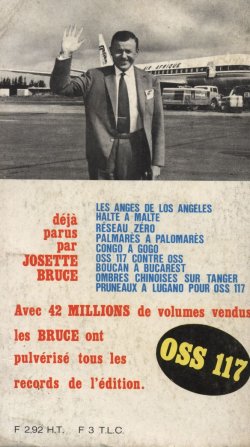 AIR AFRIQUE
déjà
parus
par
JOSETTE
BRUCE
LES ANGES DE LOS ANGELES
HALTE A MALTE
RÉSEAU ZÉRO
PALMARÈS A PALOMARÈS
CONGO A GOGO
OSS 117 CONTRE OSS
BOUCAN A BUCAREST
OMBRES CHINOISES SUR TANGER
PRUNEAUX A LUGANO POUR OSS 117
Avec 42 MILLIONS de volumes vendus
les BRUCE ont
pulvérisé tous les
records de l'édition.
OSS 117
F 2,92 H.T. F 3 T.L.C.